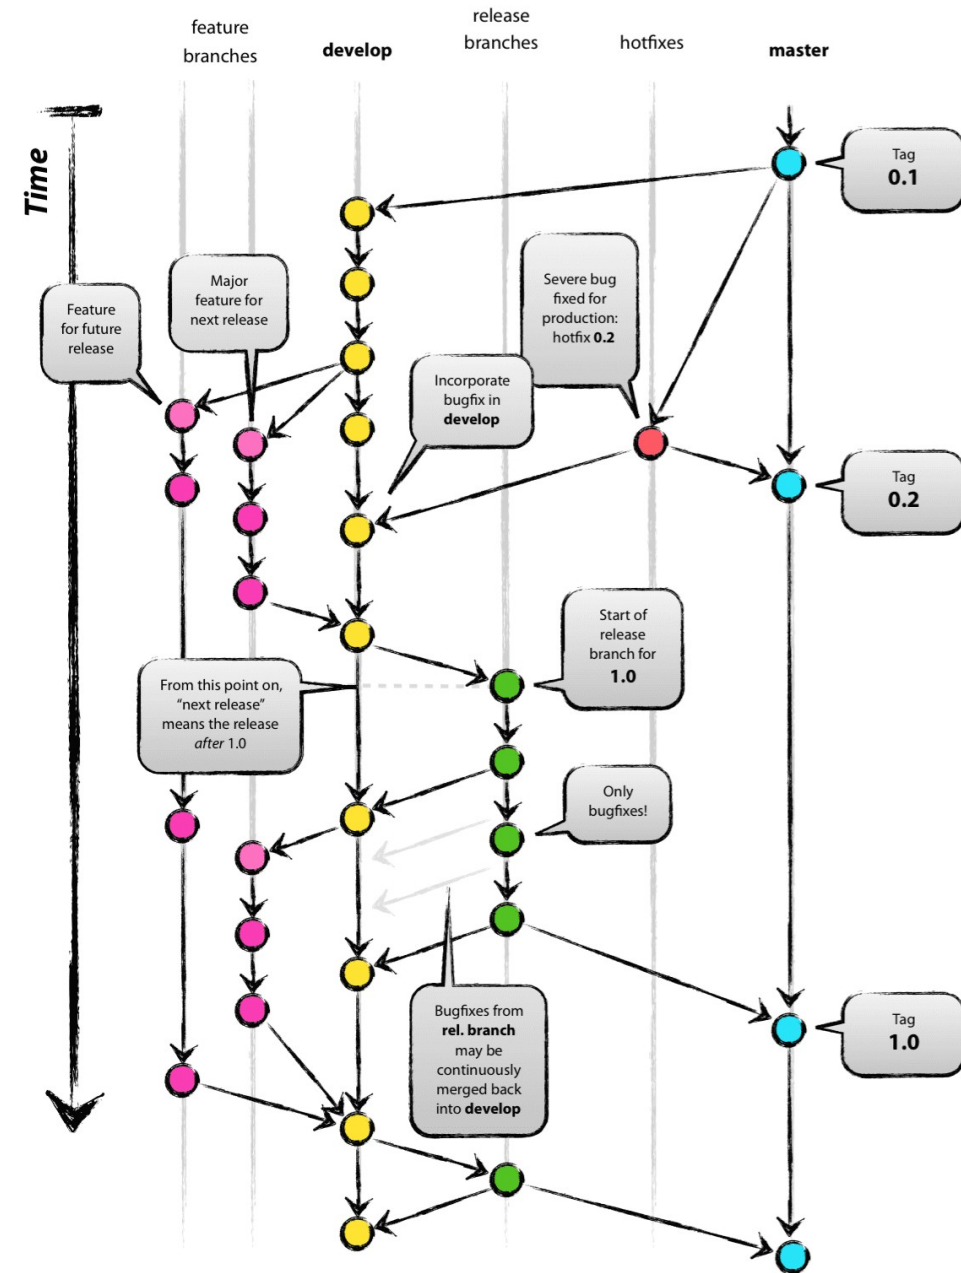 feature
branches
develop
release
branches
hotfixes
master
Time
Tag
0.1
Major
feature for
next release
Feature
for future
release
Severe bug
fixed for
production:
hotfix 0.2
Incorporate
bugfix in
develop
Tag
0.2
Start of
release
branch for
1.0
From this point on,
“next release”
means the release
after 1.0
Only
bugfixes!
Bugfixes from
rel. branch
may be
continuously
merged back
into develop
Tag
1.0